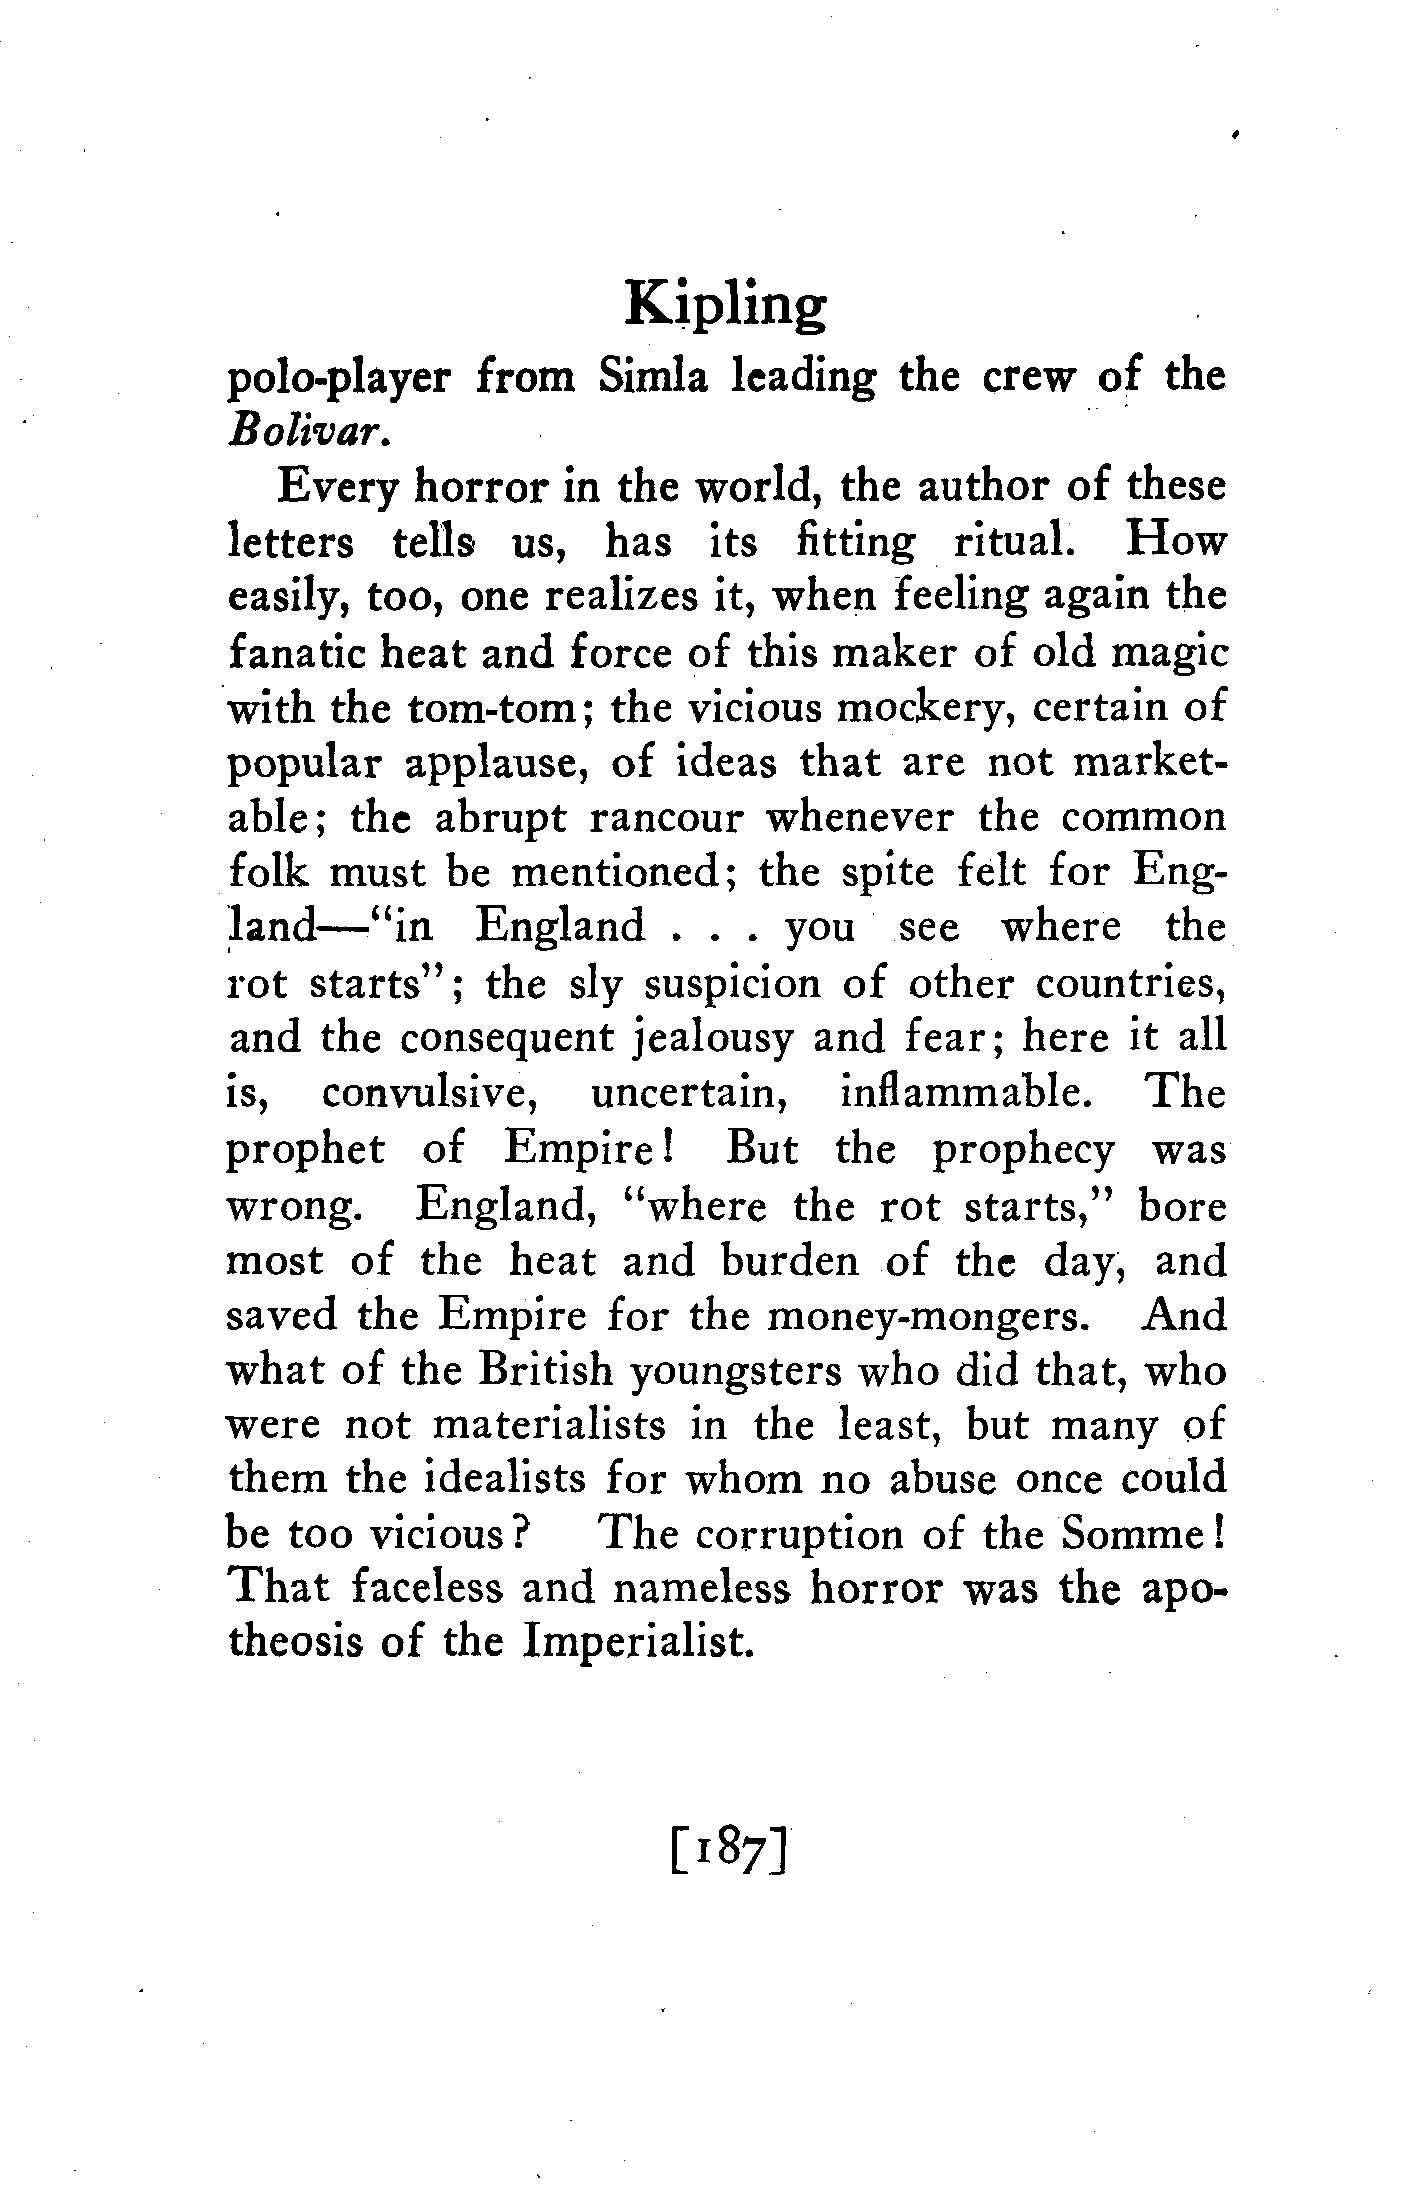 Kipling
polo-player from Simla leading the crew of the
Bolivar.
Every horror in the world, the author of these
letters tells us, has its fitting ritual. How
easily, too, one realizes it, when feeling again the
fanatic heat and force of this maker of old magic
with the tom-tom; the vicious mockery, certain of
popular applause, of ideas that are not market-
able; the abrupt rancour whenever the common
folk must be mentioned; the spite felt for Eng-
land—“in England . . . you see where the
rot starts”; the sly suspicion of other countries,
and the consequent jealousy and fear; here it all
is, convulsive, uncertain, inflammable. The
prophet of Empire! But the prophecy was
wrong. England, “where the rot starts,” bore
most of the heat and burden of the day, and
saved the Empire for the money-mongers. And
what of the British youngsters who did that, who
were not materialists in the least, but many of
them the idealists for whom no abuse once could
be too vicious? The corruption of the Somme!
That faceless and nameless horror was the apo-
theosis of the Imperialist.
[187]